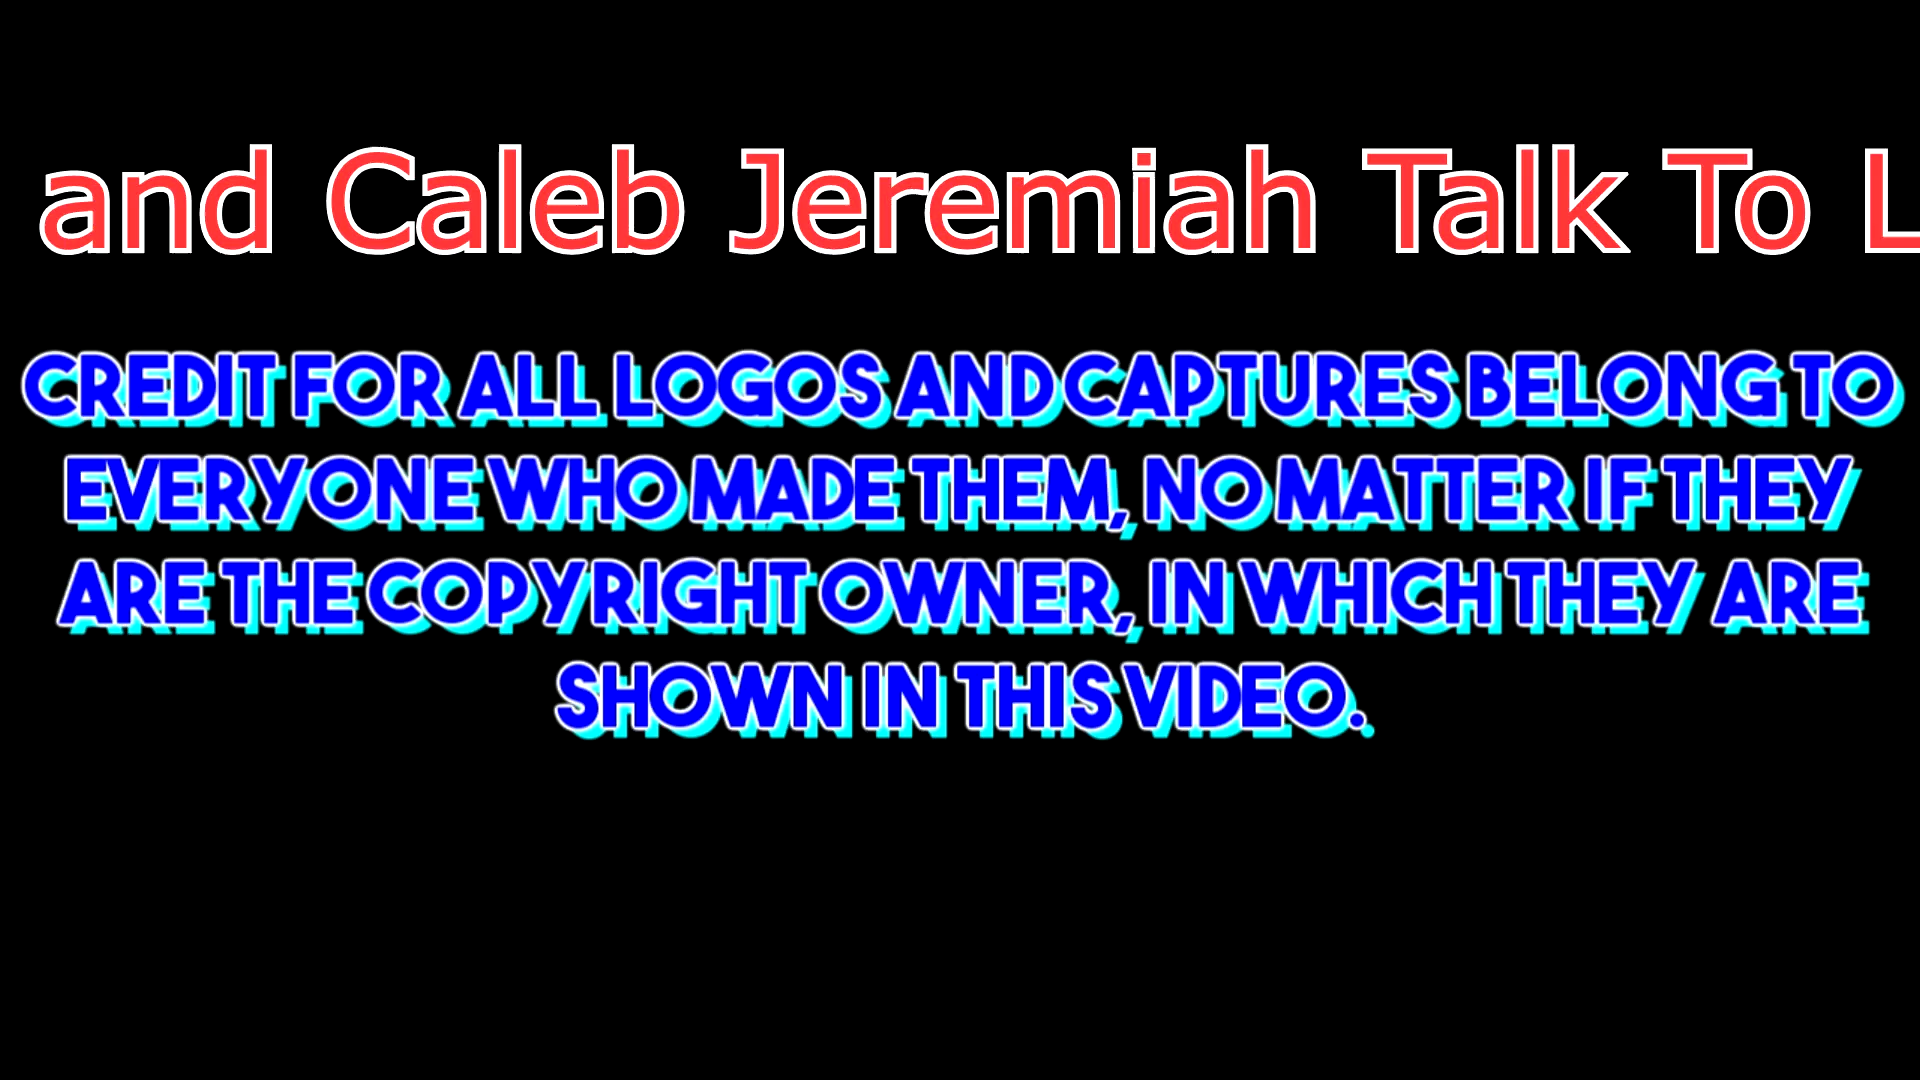 and Caleb Jeremiah Talk To L
CREDIT FOR ALL LOGOS AND CAPTURES BELONG TO
EVERYONE WHO MADE THEM, NO MATTER IF THEY
ARE THE COPYRIGHT OWNER, IN WHICH THEY ARE
SHOWN IN THIS VIDEO.